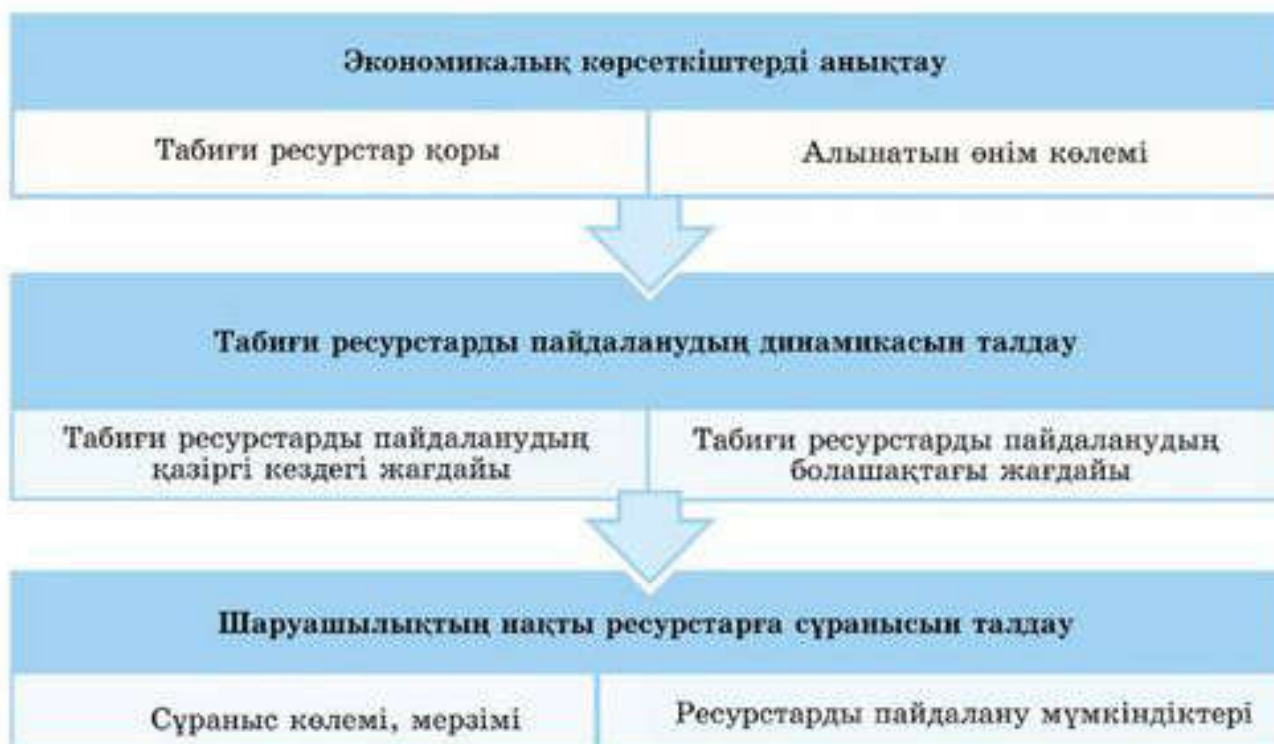 Экономикалық көрсеткіштерді анықтау
Табиғи ресурстар қоры
Алынатын өнім көлемі
Табиғи ресурстарды пайдаланудың динамикасын талдау
Табиғи ресурстарды пайдаланудың
қазіргі кездегі жағдайы
Табиғи ресурстарды пайдаланудың
болашақтағы жағдайы
Шаруашылықтың нақты ресурстарға сұранысын талдау
Сұраныс көлемі, мерзімі
Ресурстарды пайдалану мүмкіндіктері